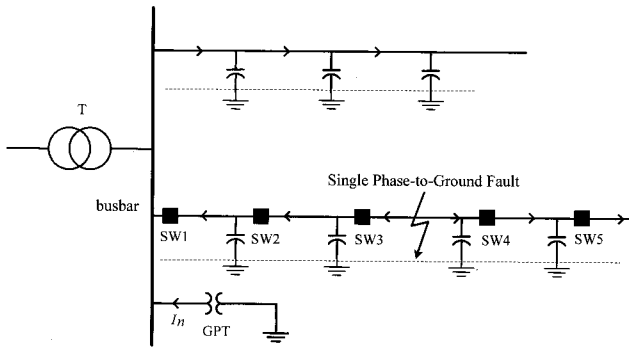 T
Single Phase-to-Ground Fault
busbar
SW1
SW2
SW3
SW4
SW5
In
GPT